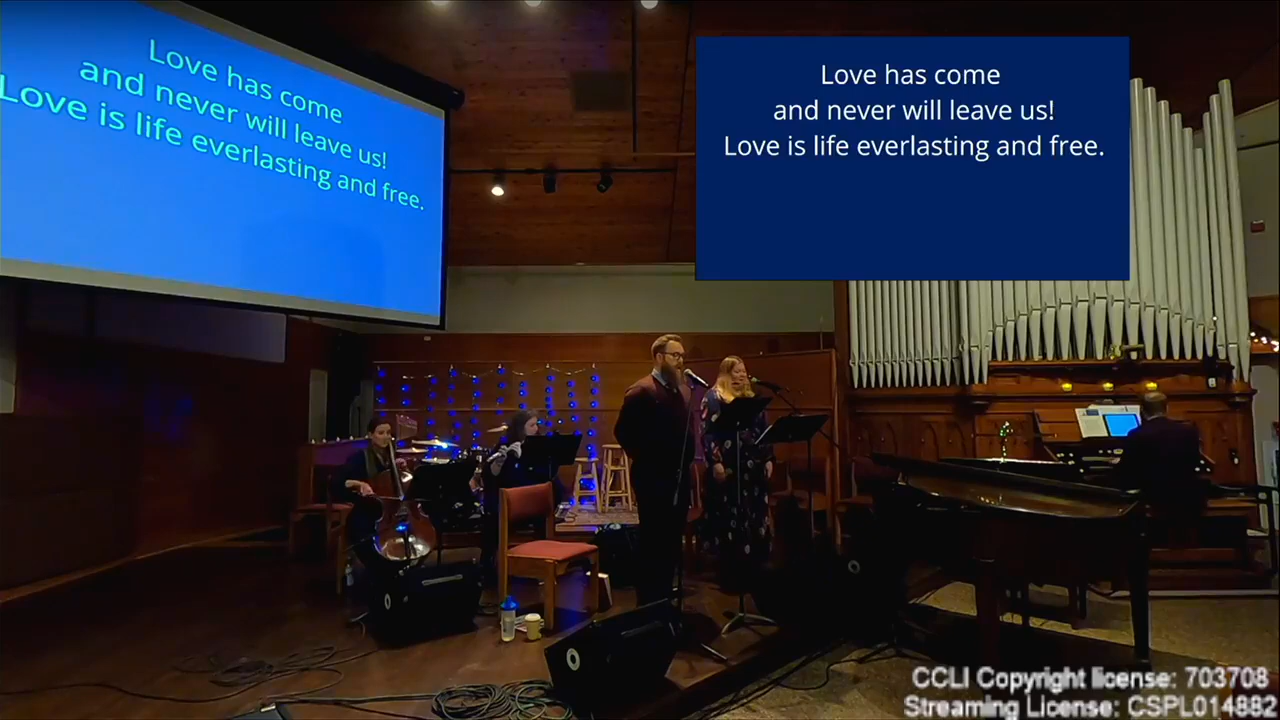 Love has come
and never will leave us!
Love is life everlasting and free.
Love has come
and never will leave us!
Love is life everlasting and free.
CCLI Copyright license: 703708
Streaming License: CSPL014882